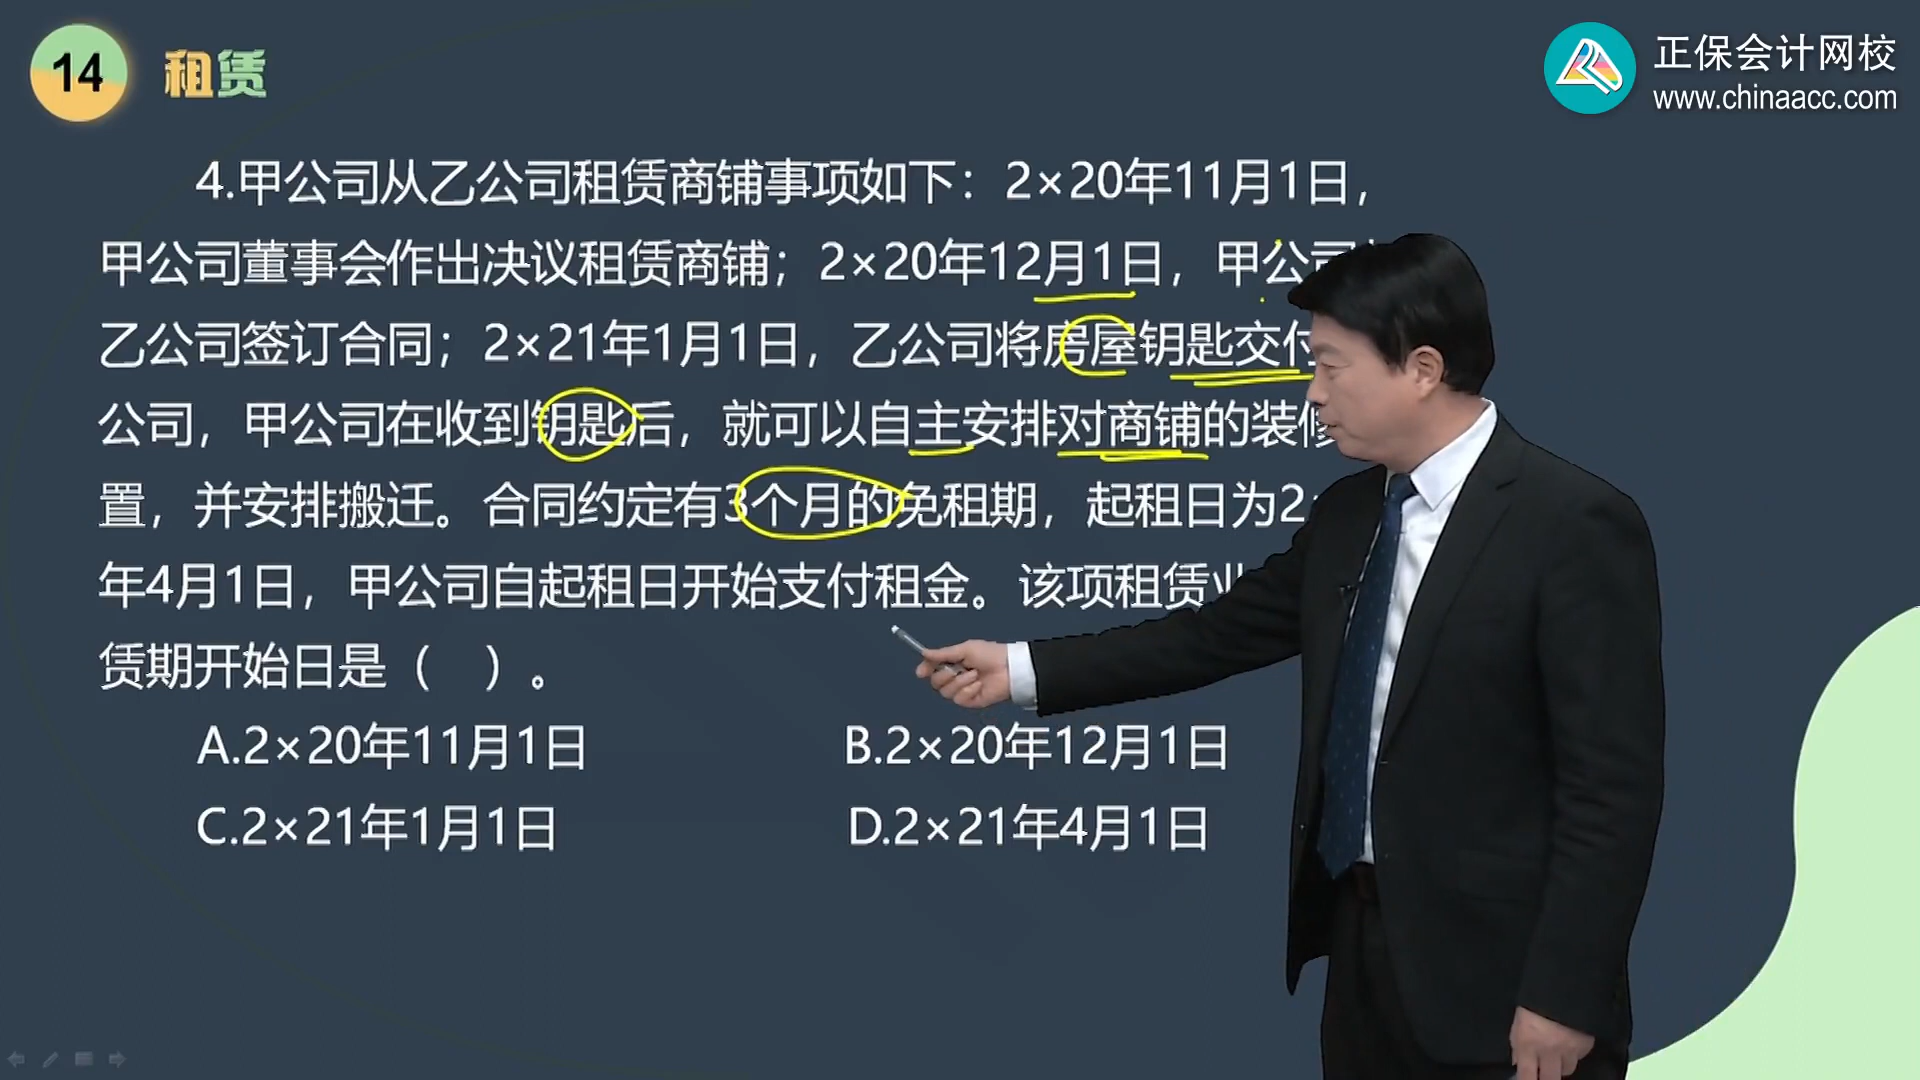 14 租赁
正保会计网校
www.chinaacc.com
4.甲公司从乙公司租赁商铺事项如下：2×20年11月1日，
甲公司董事会作出决议租赁商铺；2×20年12月1日，甲公司
乙公司签订合同；2×21年1月1日，乙公司将房屋钥匙交付
公司，甲公司在收到钥匙后，就可以自主安排对商铺的装修
置，并安排搬迁。合同约定有3个月的免租期，起租日为2
年4月1日，甲公司自起租日开始支付租金。该项租赁业
赁期开始日是（ ）。
A.2×20年11月1日 B.2×20年12月1日
C.2×21年1月1日 D.2×21年4月1日